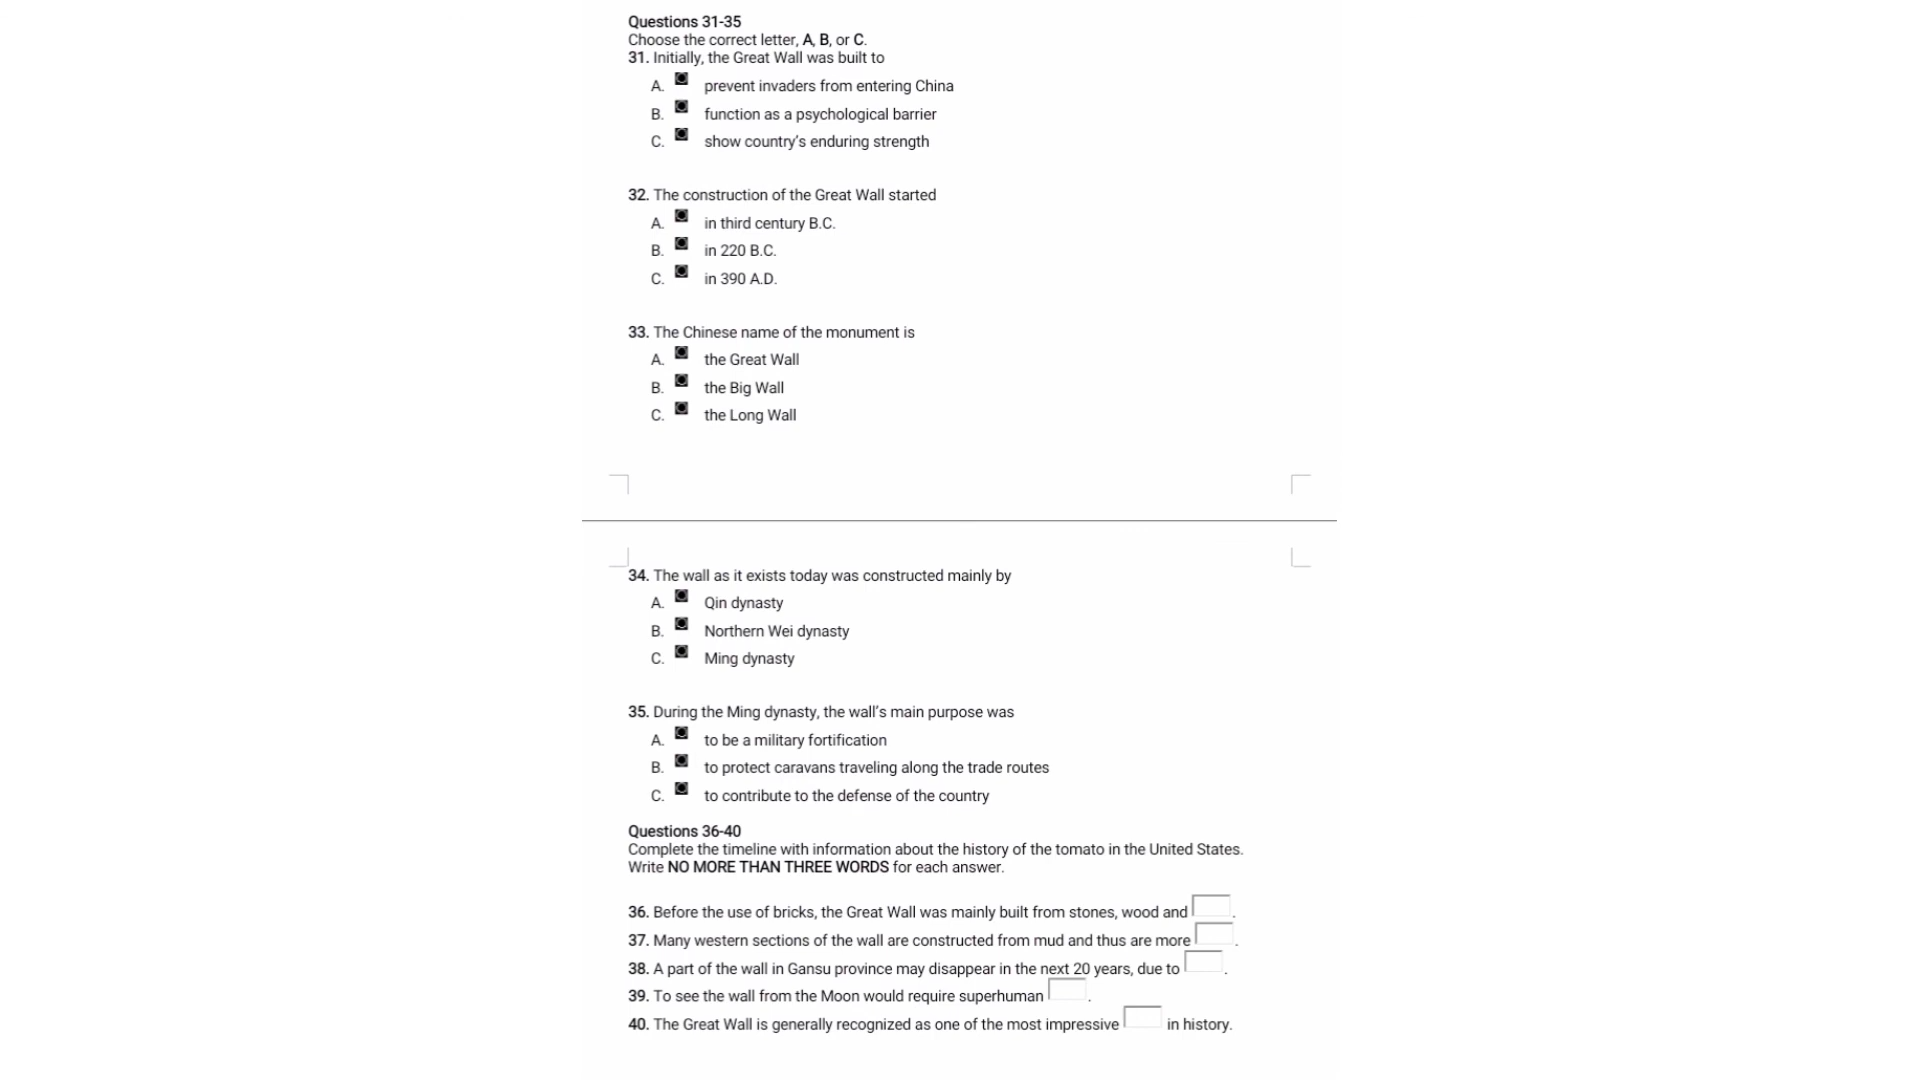 Questions 31-35
Choose the correct letter, A, B, or C.
31. Initially, the Great Wall was built to
A. prevent invaders from entering China
B. function as a psychological barrier
C. show country's enduring strength
32. The construction of the Great Wall started
A. in third century B.C.
B. in 220 B.C.
C. in 390 A.D.
33. The Chinese name of the monument is
A. the Great Wall
B. the Big Wall
C. the Long Wall
34. The wall as it exists today was constructed mainly by
A. Qin dynasty
B. Northern Wei dynasty
C. Ming dynasty
35. During the Ming dynasty, the wall's main purpose was
A. to be a military fortification
B. to protect caravans traveling along the trade routes
C. to contribute to the defense of the country
Questions 36-40
Complete the timeline with information about the history of the tomato in the United States.
Write NO MORE THAN THREE WORDS for each answer.
36. Before the use of bricks, the Great Wall was mainly built from stones, wood and .
37. Many western sections of the wall are constructed from mud and thus are more .
38. A part of the wall in Gansu province may disappear in the next 20 years, due to .
39. To see the wall from the Moon would require superhuman .
40. The Great Wall is generally recognized as one of the most impressive in history.